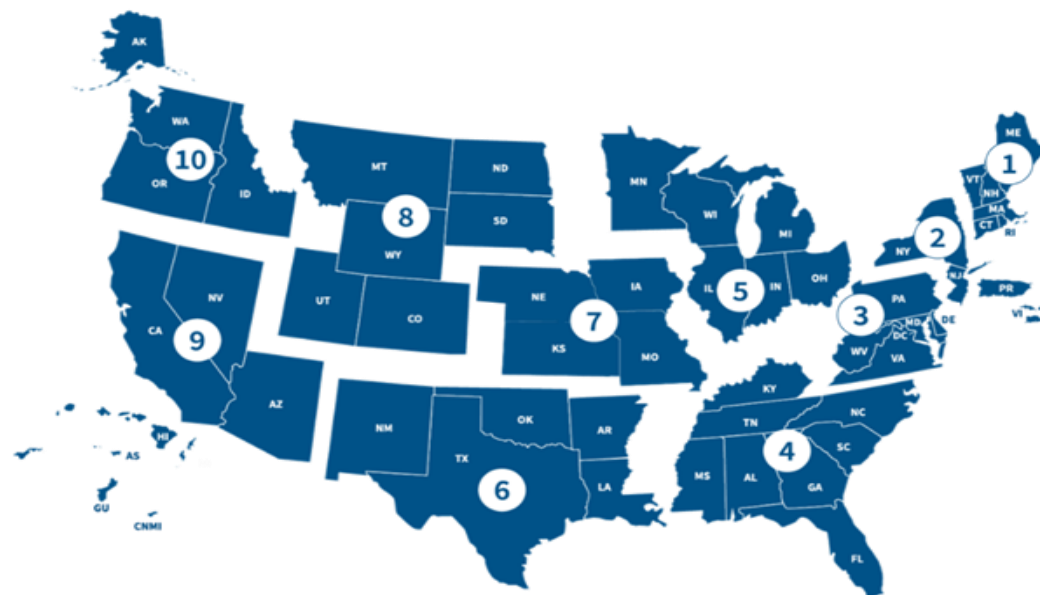 AK
WA
10
OR
ID
MT
ND
8
SD
WY
MN
WI
MI
ME
1
VT
NH
MA
CT
RI
NY
2
NJ
PR
VI
NV
CA
9
UT
CO
NE
IA
7
KS
MO
IL
5
IN
OH
PA
3
MD
DE
DC
WV
VA
AZ
NM
OK
TX
6
AR
LA
KY
TN
NC
4
SC
MS
AL
GA
FL
HI
AS
GU
CNMI